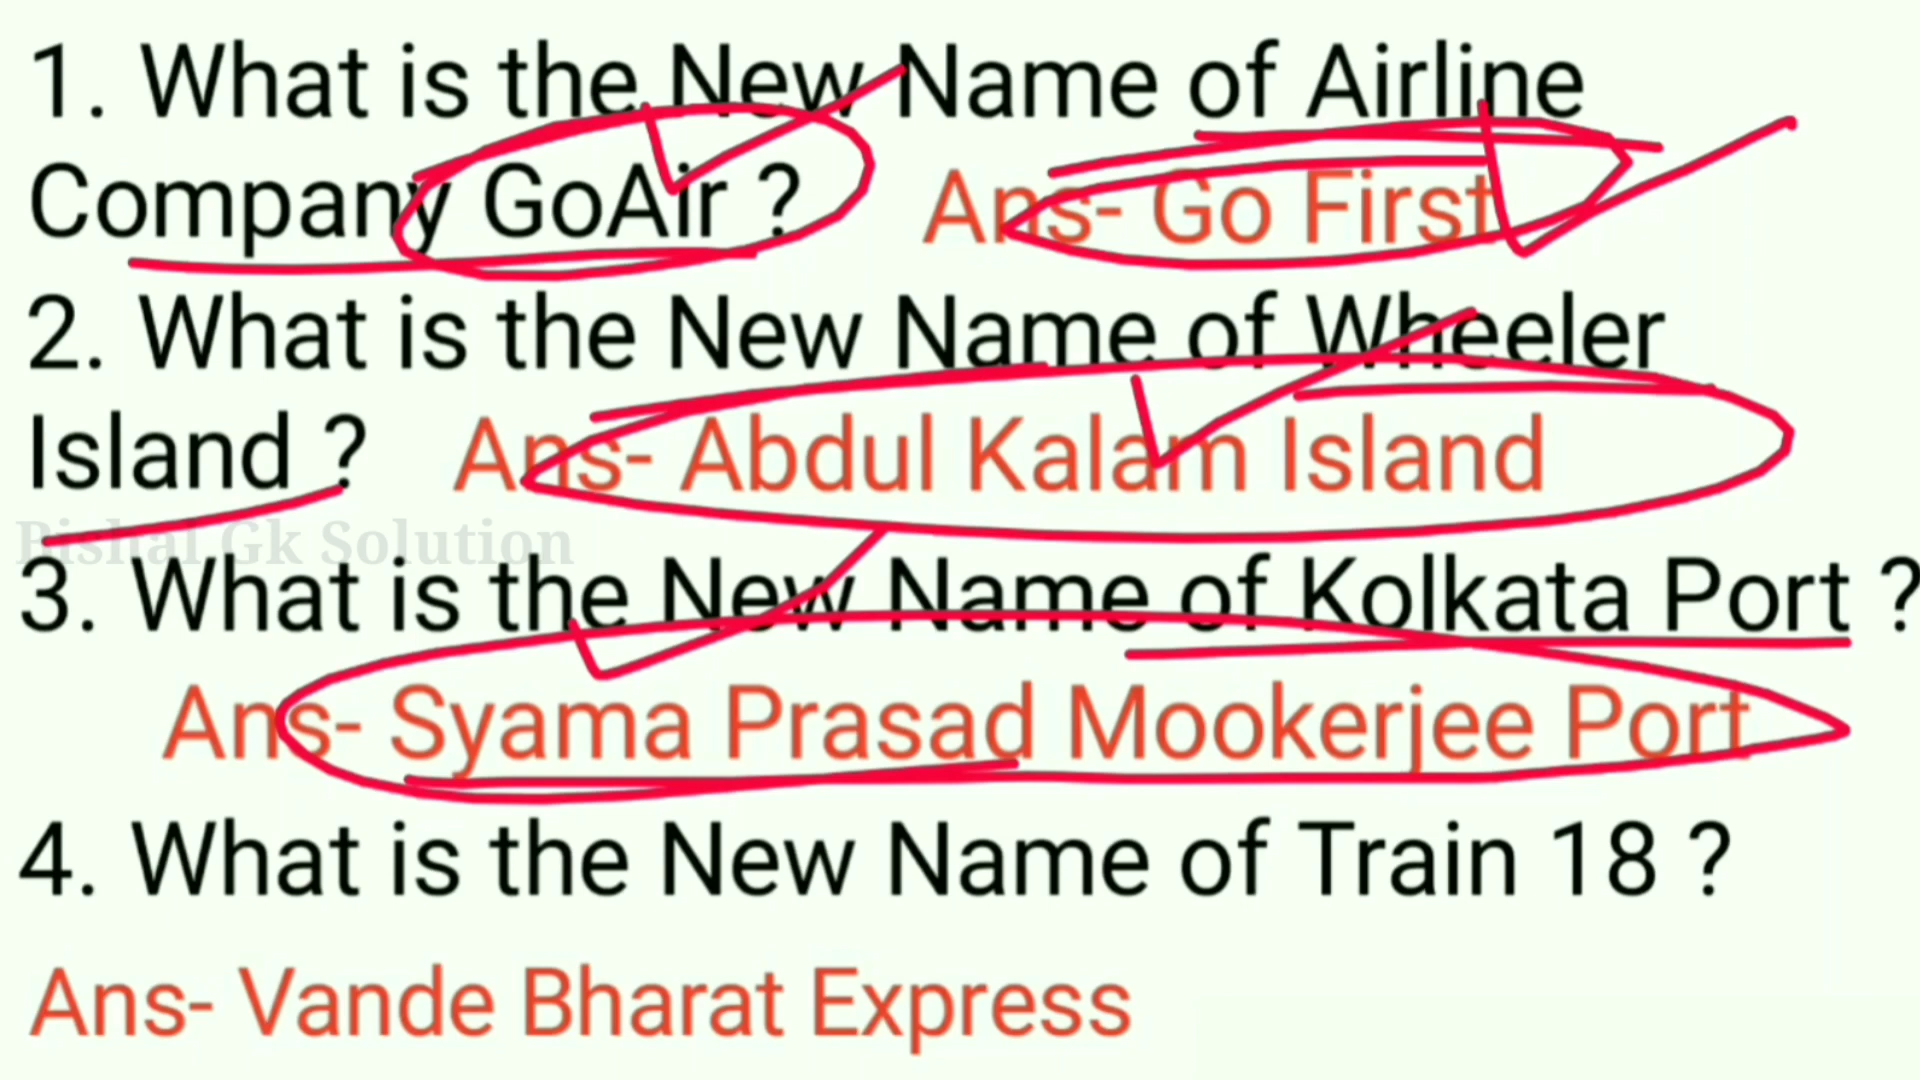 1. What is the New Name of Airline
Company GoAir ? Ans- Go First
2. What is the New Name of Wheeler
Island ? Ans- Abdul Kalam Island
Bishal Gk Solution
3. What is the New Name of Kolkata Port ?
Ans- Syama Prasad Mookerjee Port
4. What is the New Name of Train 18 ?
Ans- Vande Bharat Express